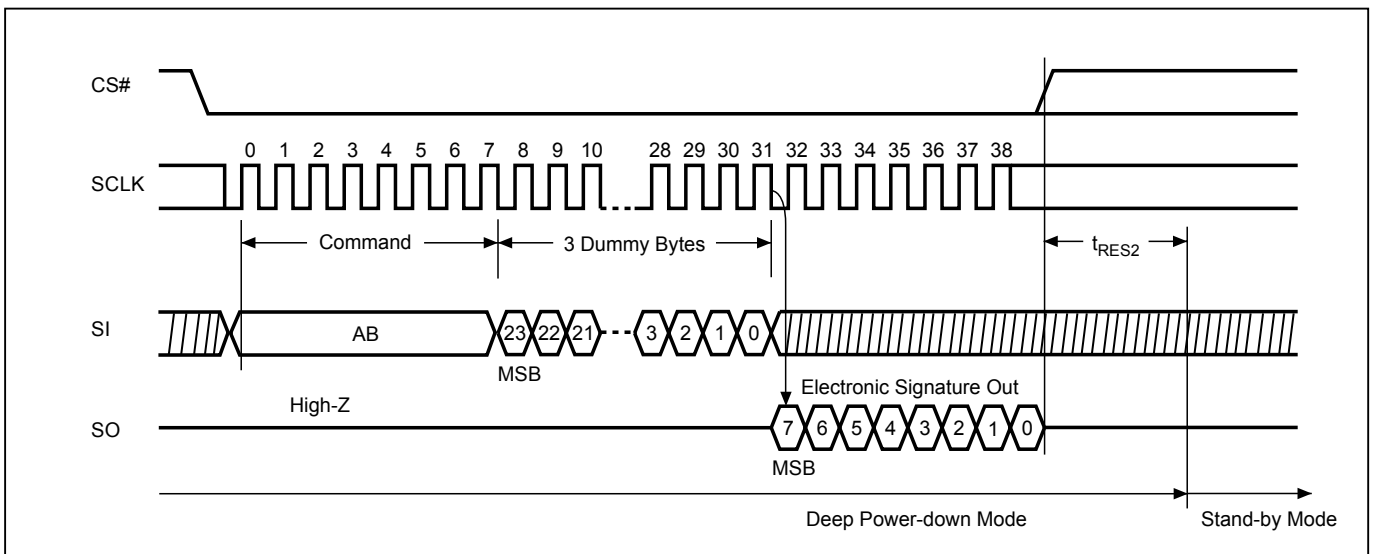 CS#
0 1 2 3 4 5 6 7 8 9 10 28 29 30 31 32 33 34 35 36 37 38
SCLK
Command
3 Dummy Bytes
tRES2
SI
AB
23 22 21 3 2 1 0
MSB
Electronic Signature Out
High-Z
SO
7 6 5 4 3 2 1 0
MSB
Deep Power-down Mode
Stand-by Mode